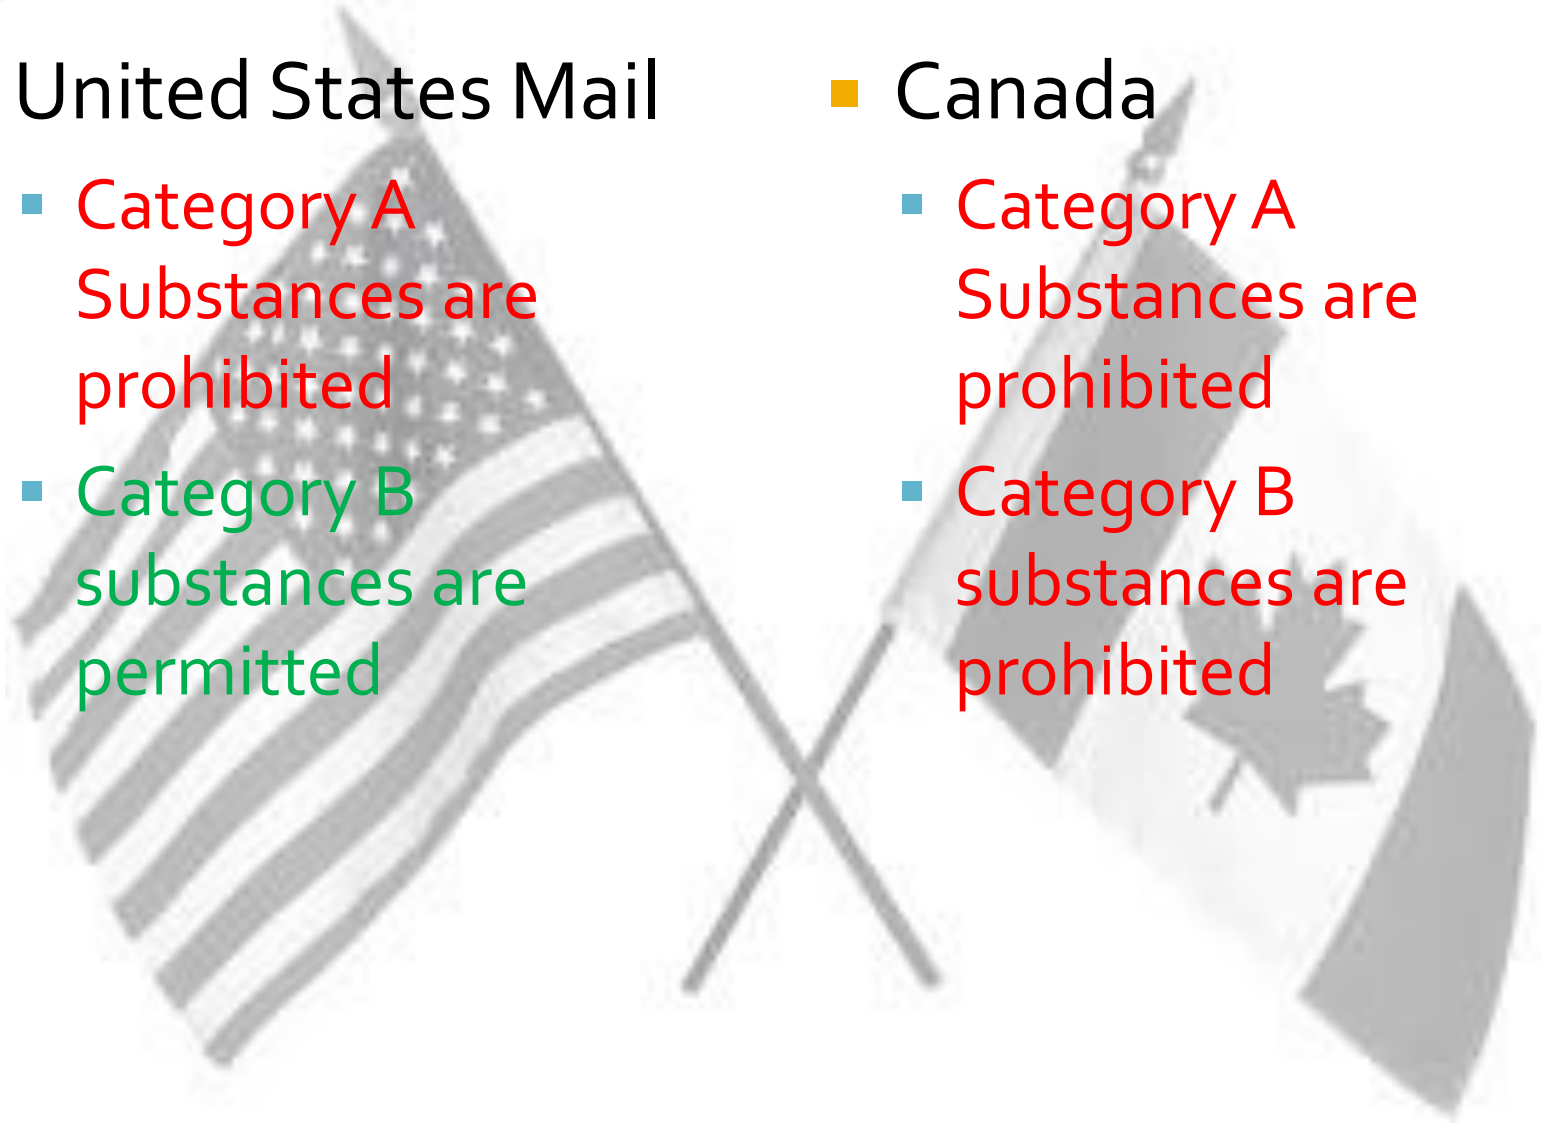 United States Mail
Category A
Substances are
prohibited
Category B
substances are
permitted
Canada
Category A
Substances are
prohibited
Category B
substances are
prohibited